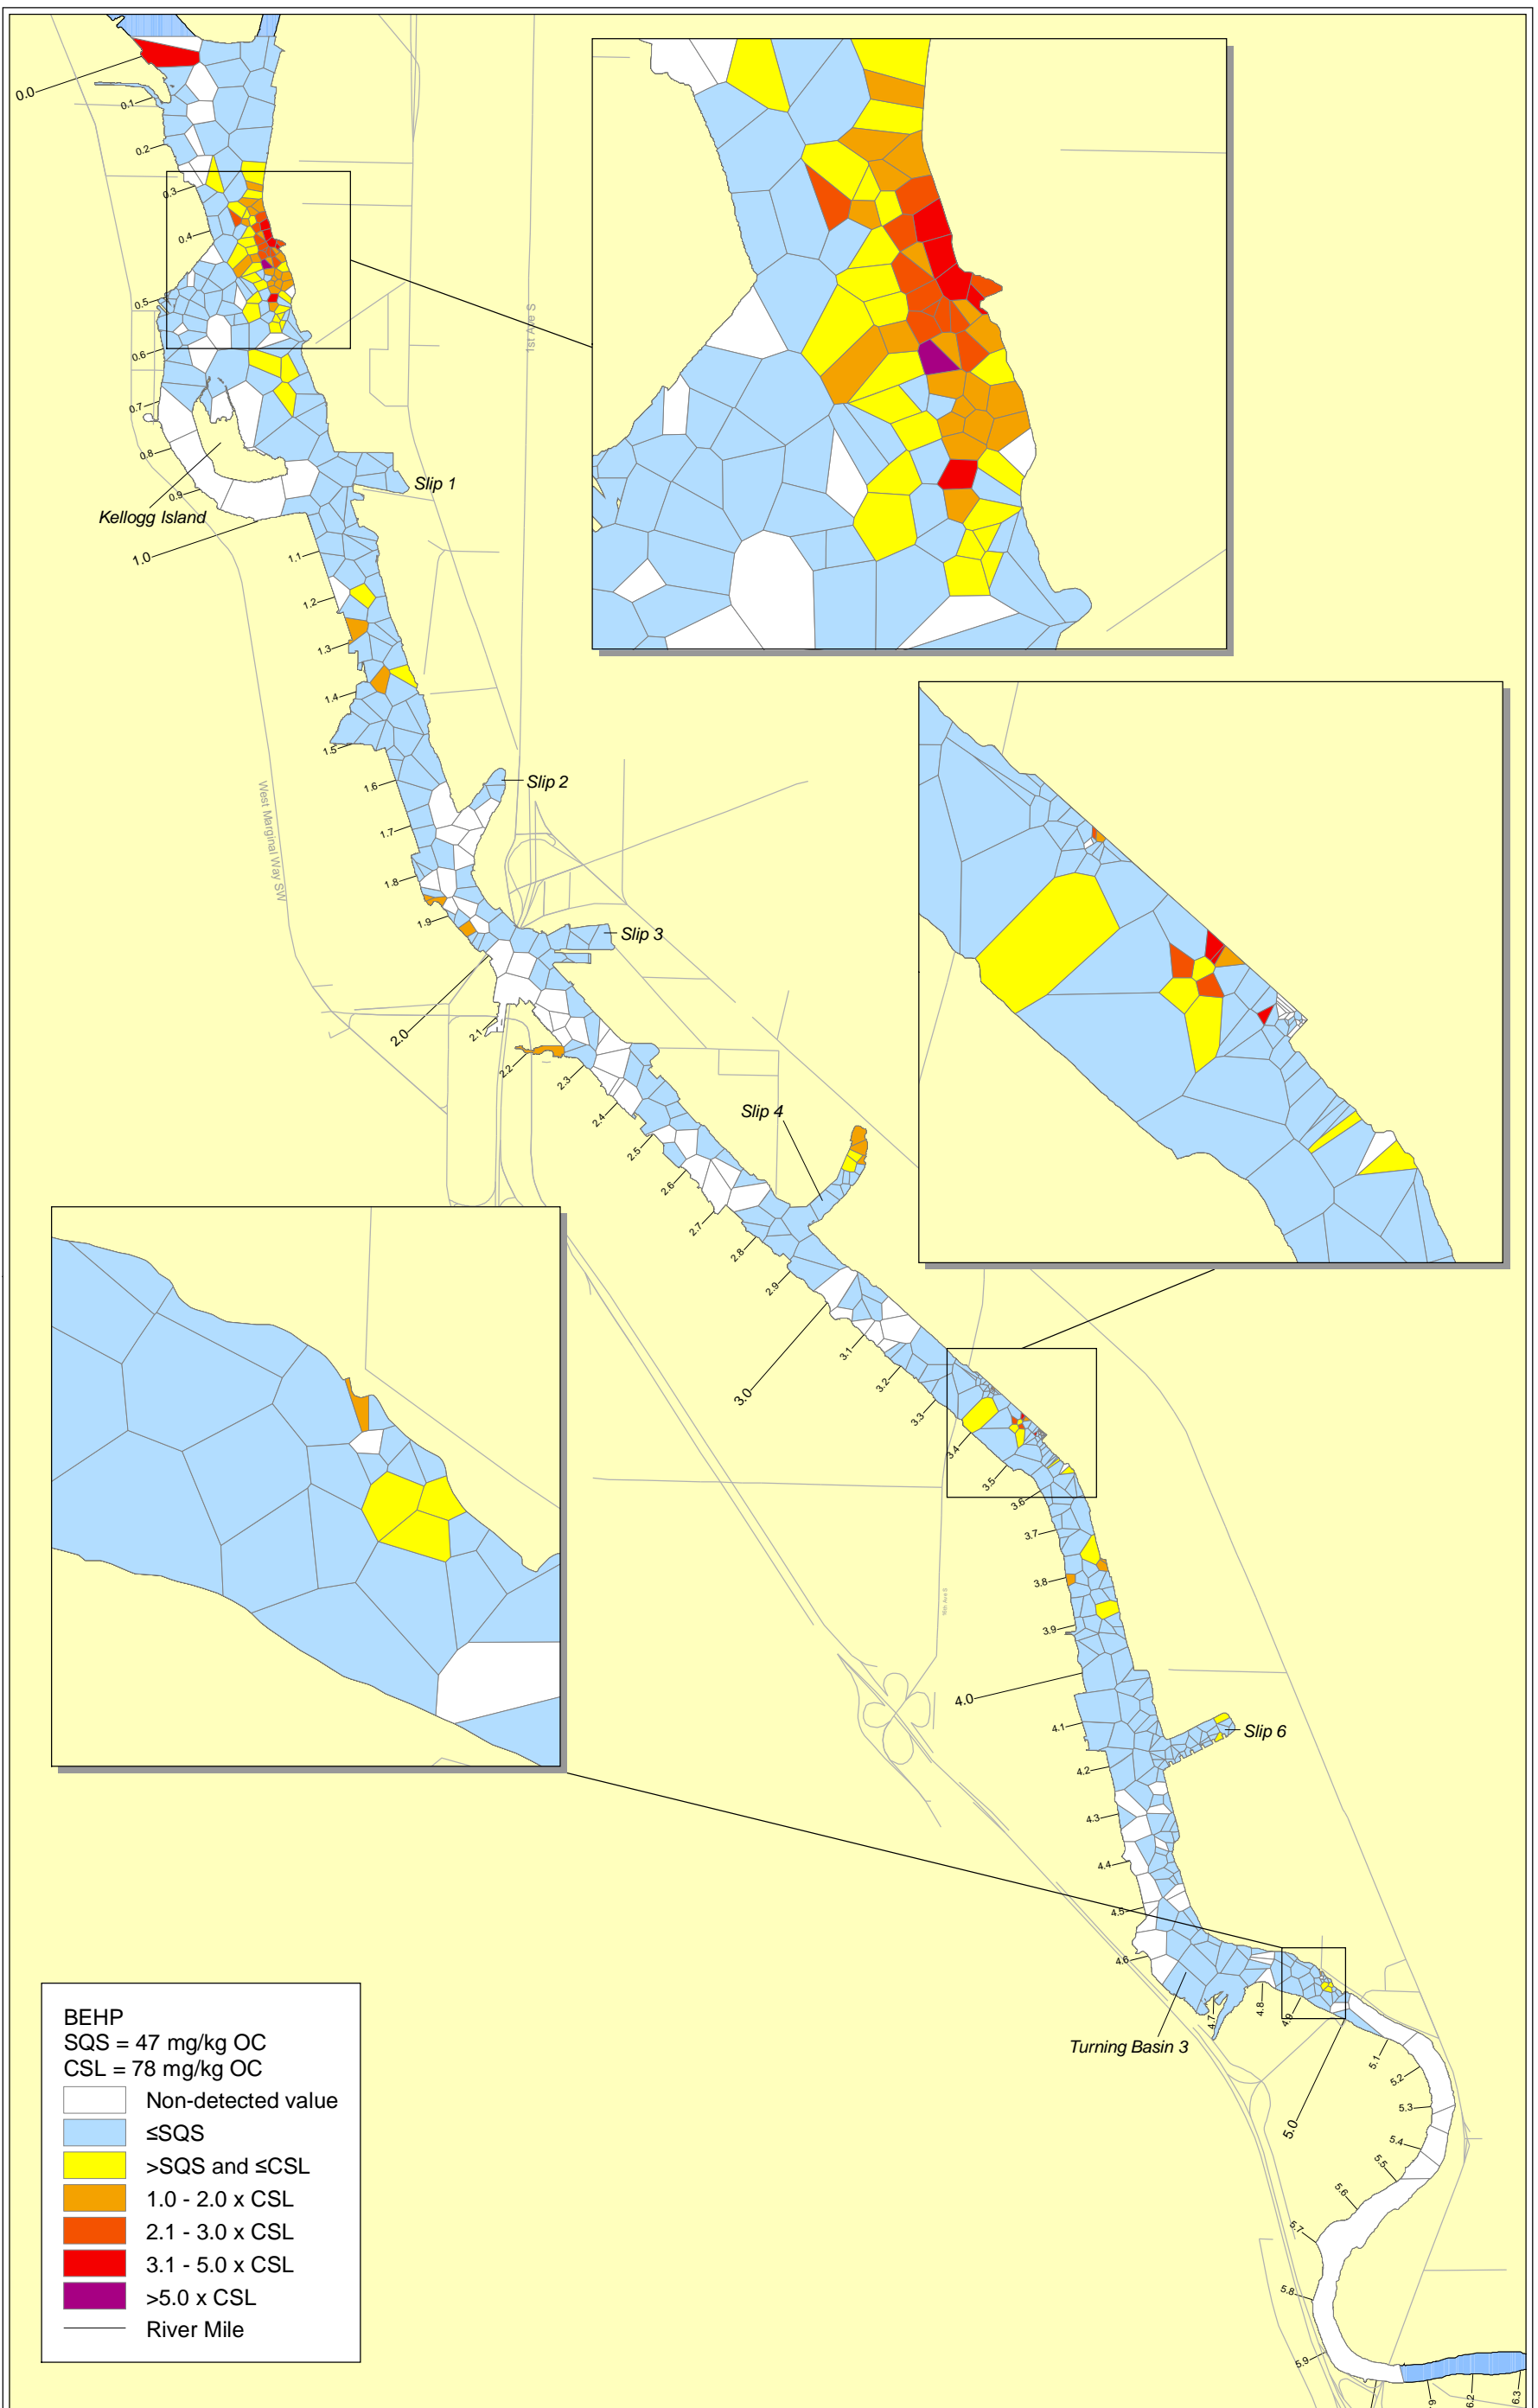 0.0
0.1
0.2
0.3
0.4
0.5
0.6
0.7
0.8
0.9
Kellogg Island
Slip 1
1st Ave S
1.0
1.1
1.2
1.3
1.4
1.5
1.6
1.7
1.8
1.9
West Marginal Way SW
Slip 2
Slip 3
2.0
2.1
2.2
2.3
2.4
2.5
2.6
2.7
2.8
2.9
Slip 4
3.0
3.1
3.2
3.3
3.4
3.5
3.6
3.7
3.8
3.9
16th Ave S
4.0
4.1
Slip 6
4.2
4.3
4.4
4.5
4.6
4.7
4.8
4.9
Turning Basin 3
5.0
5.1
5.2
5.3
5.4
5.5
5.6
5.7
5.8
5.9
6.2
6.3
BEHP
SQS = 47 mg/kg OC
CSL = 78 mg/kg OC
Non-detected value
≤SQS
>SQS and ≤CSL
1.0 - 2.0 x CSL
2.1 - 3.0 x CSL
3.1 - 5.0 x CSL
>5.0 x CSL
River Mile